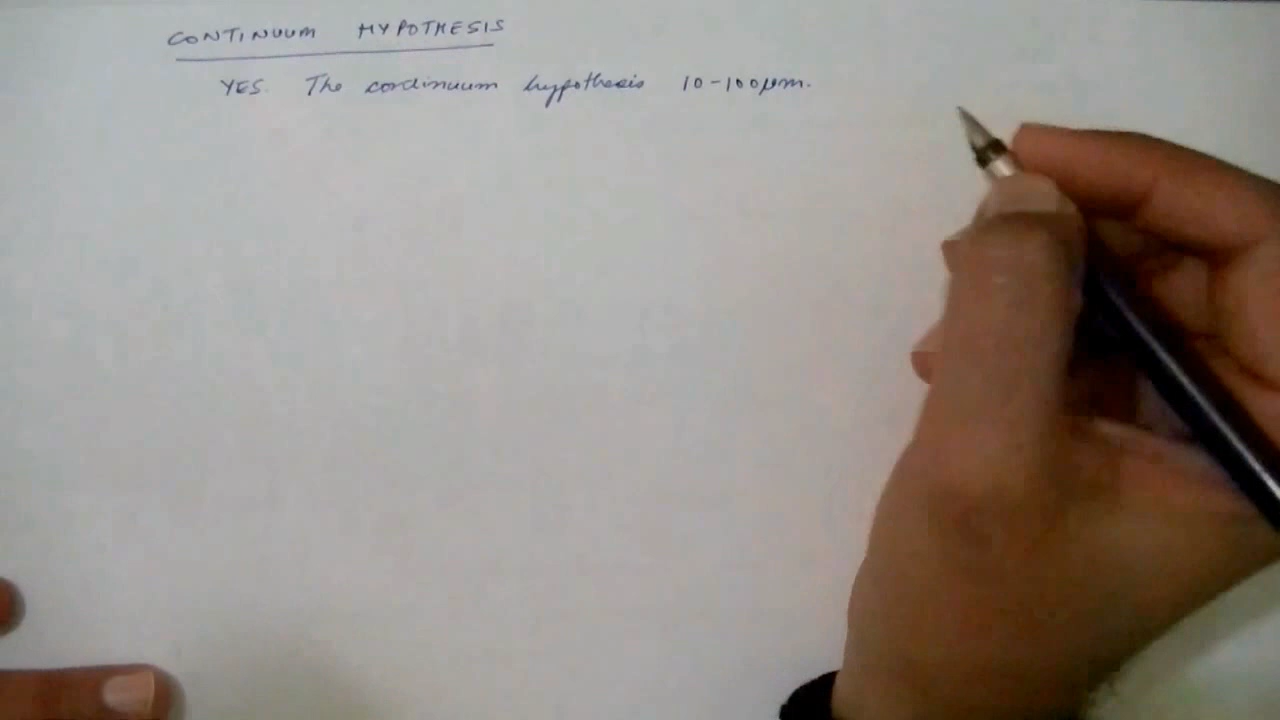 CONTINUUM HYPOTHESIS
YES. The continuum hypothesis 10-100μm.